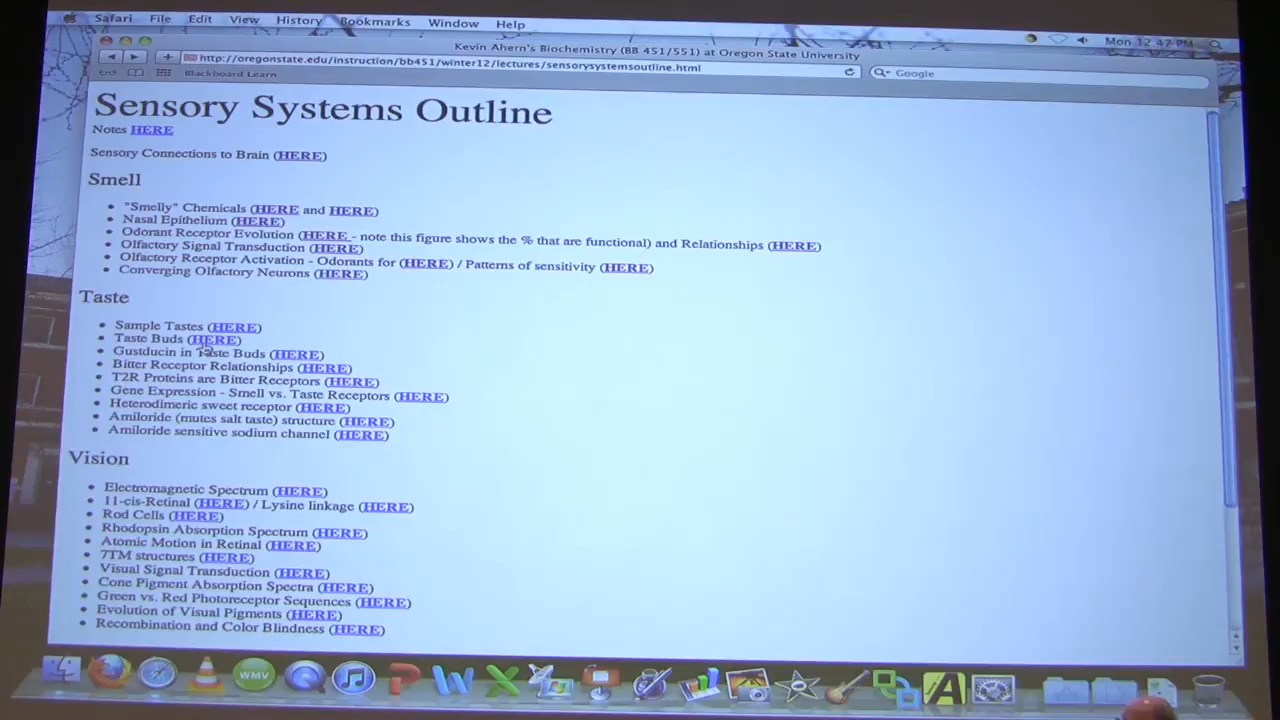 Safari File Edit View History Bookmarks Window Help
Mon 12:47 PM
Kevin Ahern's Biochemistry (BB 451/551) at Oregon State University
http://oregonstate.edu/instruction/bb451/winter12/lectures/sensorysystemsoutline.html
Google
Blackboard Learn
Sensory Systems Outline
Notes HERE
Sensory Connections to Brain (HERE)
Smell
"Smelly" Chemicals (HERE and HERE)
Nasal Epithelium (HERE)
Odorant Receptor Evolution (HERE - note this figure shows the % that are functional) and Relationships (HERE)
Olfactory Signal Transduction (HERE)
Olfactory Receptor Activation - Odorants for (HERE) / Patterns of sensitivity (HERE)
Converging Olfactory Neurons (HERE)
Taste
Sample Tastes (HERE)
Taste Buds (HERE)
Gustducin in Taste Buds (HERE)
Bitter Receptor Relationships (HERE)
T2R Proteins are Bitter Receptors (HERE)
Gene Expression - Smell vs. Taste Receptors (HERE)
Heterodimeric sweet receptor (HERE)
Amiloride (mutes salt taste) structure (HERE)
Amiloride sensitive sodium channel (HERE)
Vision
Electromagnetic Spectrum (HERE)
11-cis-Retinal (HERE) / Lysine linkage (HERE)
Rod Cells (HERE)
Rhodopsin Absorption Spectrum (HERE)
Atomic Motion in Retinal (HERE)
7TM structures (HERE)
Visual Signal Transduction (HERE)
Cone Pigment Absorption Spectra (HERE)
Green vs. Red Photoreceptor Sequences (HERE)
Evolution of Visual Pigments (HERE)
Recombination and Color Blindness (HERE)
WMV